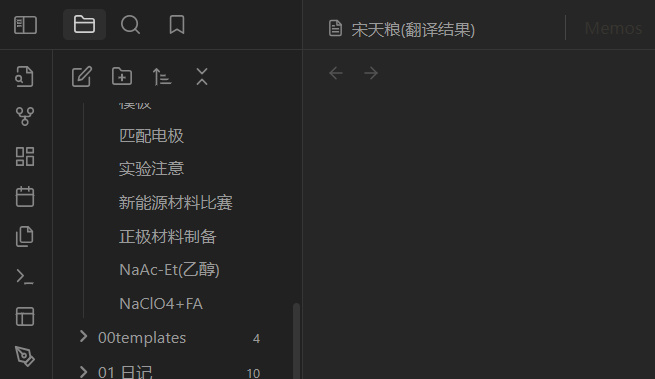 宋天粮(翻译结果)
Memos
模板
匹配电极
实验注意
新能源材料比赛
正极材料制备
NaAc-Et(乙醇)
NaClO4+FA
00templates 4
01 日记 10